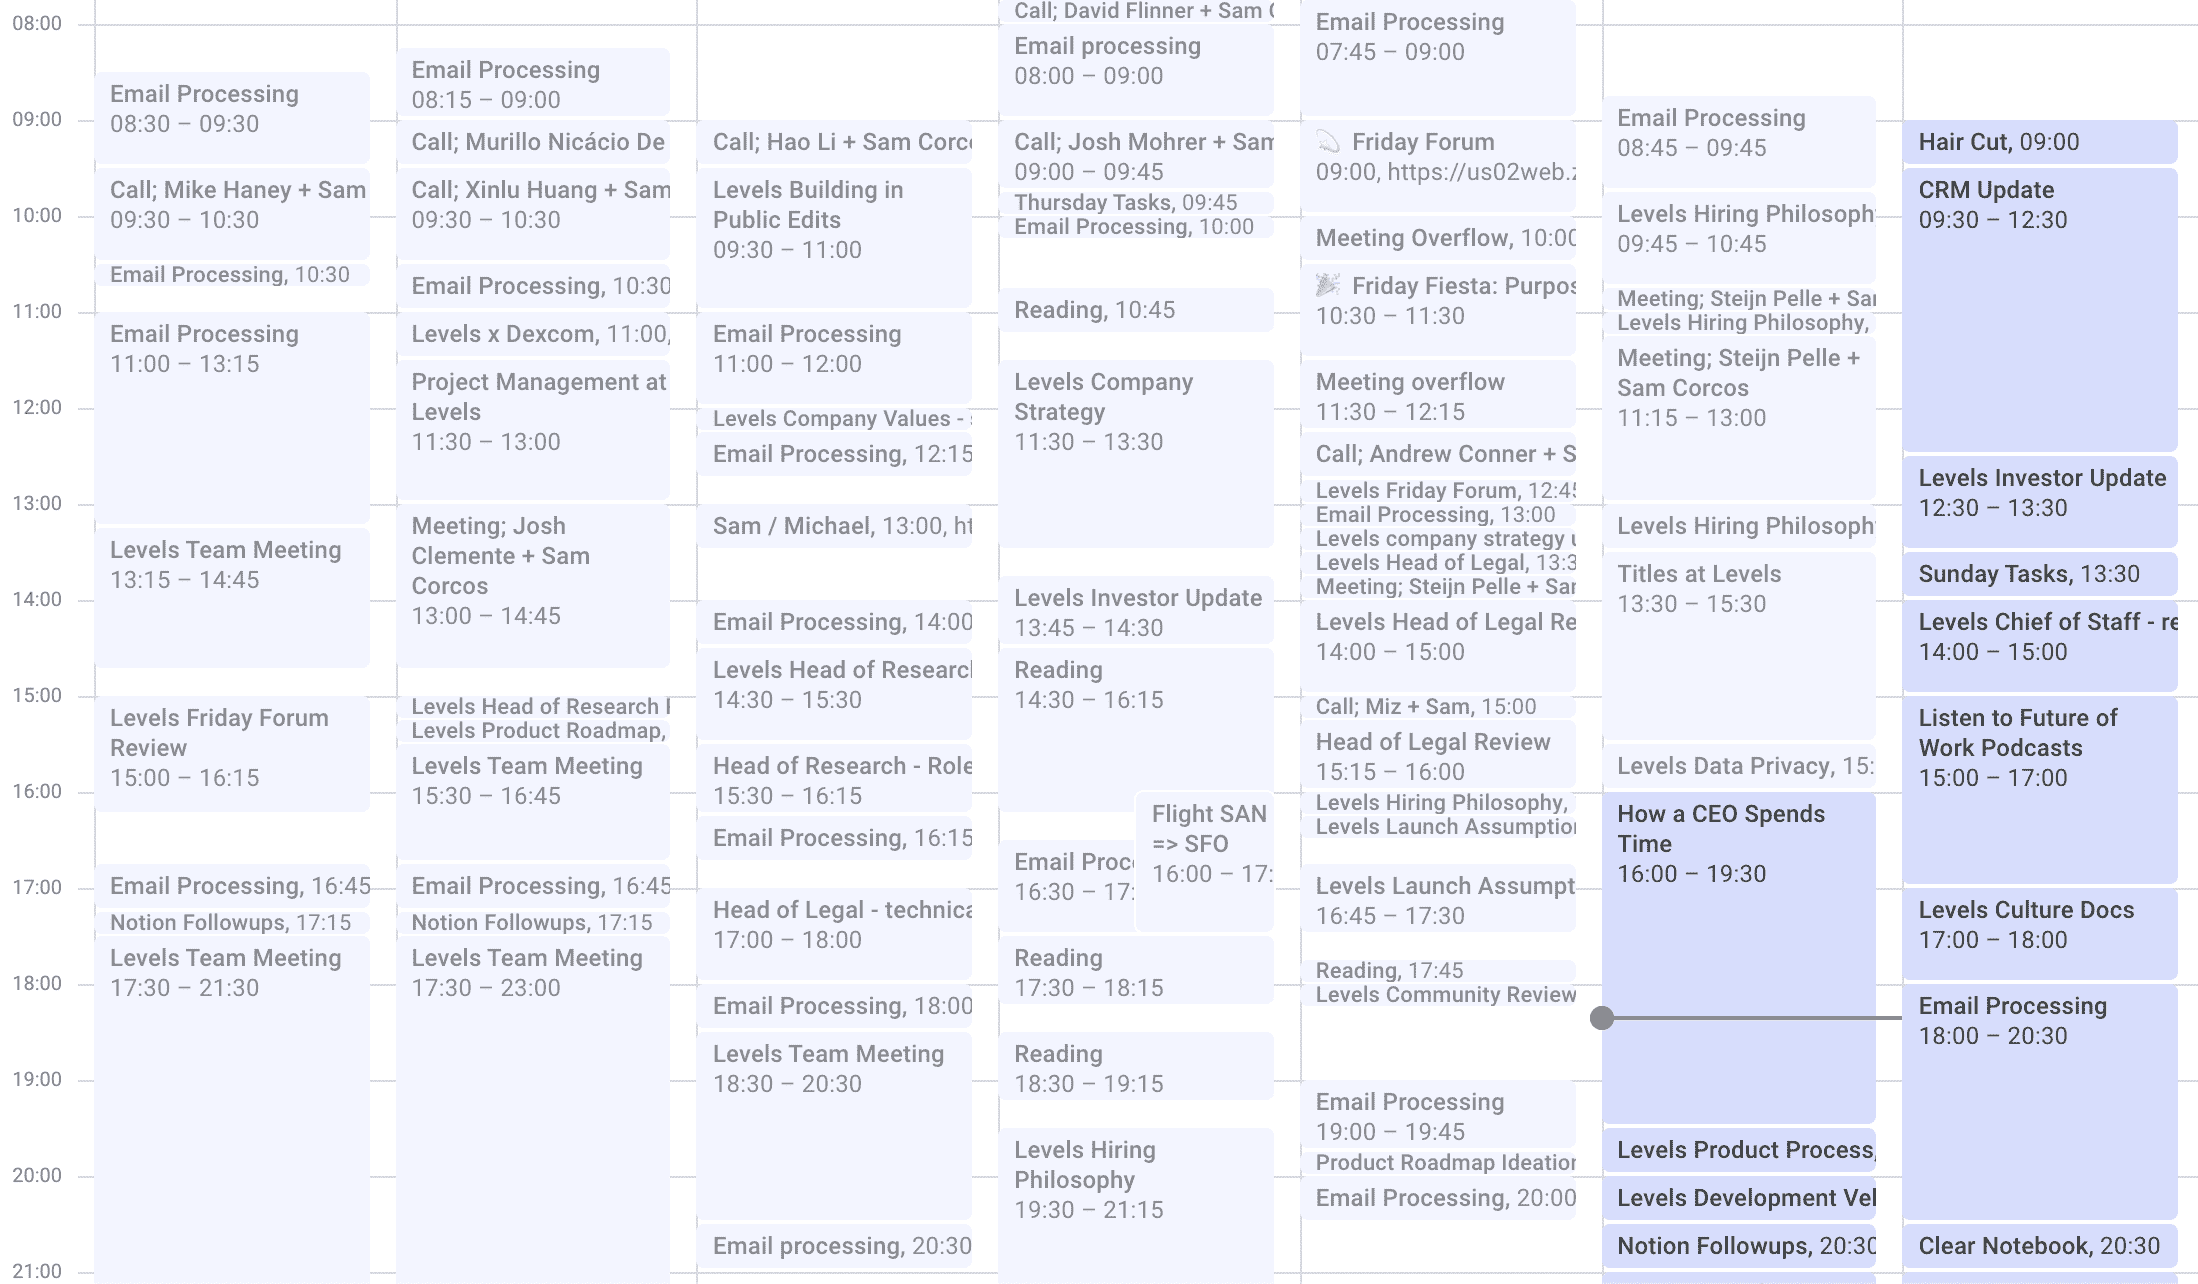 08:00
09:00
10:00
11:00
12:00
13:00
14:00
15:00
16:00
17:00
18:00
19:00
20:00
21:00
Email Processing
08:30 – 09:30
Call; Mike Haney + Sam
09:30 – 10:30
Email Processing, 10:30
Email Processing
11:00 – 13:15
Levels Team Meeting
13:15 – 14:45
Levels Friday Forum
Review
15:00 – 16:15
Email Processing, 16:45
Notion Followups, 17:15
Levels Team Meeting
17:30 – 21:30
Email Processing
08:15 – 09:00
Call; Murillo Nicácio De
Call; Xinlu Huang + Sam
09:30 – 10:30
Email Processing, 10:30
Levels x Dexcom, 11:00,
Project Management at
Levels
11:30 – 13:00
Meeting; Josh
Clemente + Sam
Corcos
13:00 – 14:45
Levels Head of Research
Levels Product Roadmap,
Levels Team Meeting
15:30 – 16:45
Email Processing, 16:45
Notion Followups, 17:15
Levels Team Meeting
17:30 – 23:00
Call; Hao Li + Sam Corc
Levels Building in
Public Edits
09:30 – 11:00
Email Processing
11:00 – 12:00
Levels Company Values -
Email Processing, 12:15
Sam / Michael, 13:00, ht
Email Processing, 14:00
Levels Head of Research
14:30 – 15:30
Head of Research - Role
15:30 – 16:15
Email Processing, 16:15
Head of Legal - technica
17:00 – 18:00
Email Processing, 18:00
Levels Team Meeting
18:30 – 20:30
Email processing, 20:30
Call; David Flinner + Sam
Email processing
08:00 – 09:00
Call; Josh Mohrer + Sam
09:00 – 09:45
Thursday Tasks, 09:45
Email Processing, 10:00
Reading, 10:45
Levels Company
Strategy
11:30 – 13:30
Levels Investor Update
13:45 – 14:30
Reading
14:30 – 16:15
Flight SAN
=> SFO
16:00 – 17:
Email Proc
16:30 – 17:
Reading
17:30 – 18:15
Reading
18:30 – 19:15
Levels Hiring
Philosophy
19:30 – 21:15
Email Processing
07:45 – 09:00
Friday Forum
09:00, https://us02web.z
Meeting Overflow, 10:00
Friday Fiesta: Purpos
10:30 – 11:30
Meeting overflow
11:30 – 12:15
Call; Andrew Conner + S
Levels Friday Forum, 12:45
Email Processing, 13:00
Levels company strategy u
Levels Head of Legal, 13:3
Meeting; Steijn Pelle + Sam
Levels Head of Legal Re
14:00 – 15:00
Call; Miz + Sam, 15:00
Head of Legal Review
15:15 – 16:00
Levels Hiring Philosophy,
Levels Launch Assumption
Levels Launch Assumpt
16:45 – 17:30
Reading, 17:45
Levels Community Review
Email Processing
19:00 – 19:45
Product Roadmap Ideation
Email Processing, 20:00
Email Processing
08:45 – 09:45
Levels Hiring Philosoph
09:45 – 10:45
Meeting; Steijn Pelle + Sam
Levels Hiring Philosophy,
Meeting; Steijn Pelle +
Sam Corcos
11:15 – 13:00
Levels Hiring Philosoph
Titles at Levels
13:30 – 15:30
Levels Data Privacy, 15:
How a CEO Spends
Time
16:00 – 19:30
Levels Product Process,
Levels Development Vel
Notion Followups, 20:30
Hair Cut, 09:00
CRM Update
09:30 – 12:30
Levels Investor Update
12:30 – 13:30
Sunday Tasks, 13:30
Levels Chief of Staff - re
14:00 – 15:00
Listen to Future of
Work Podcasts
15:00 – 17:00
Levels Culture Docs
17:00 – 18:00
Email Processing
18:00 – 20:30
Clear Notebook, 20:30